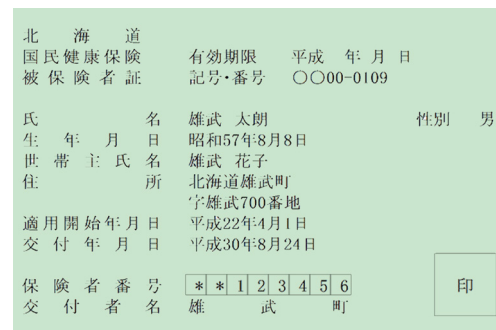 北海道
国民健康保険 有効期限 平成 年 月 日
被保険者証 記号・番号 〇〇00-0109
氏名 雄武 太朗 性別 男
生年月日 昭和57年8月8日
世帯主氏名 雄武 花子
住所 北海道雄武町
字雄武700番地
適用開始年月日 平成22年4月1日
交付年月日 平成30年8月24日
保険者番号 **123456
交付者名 雄武町 印